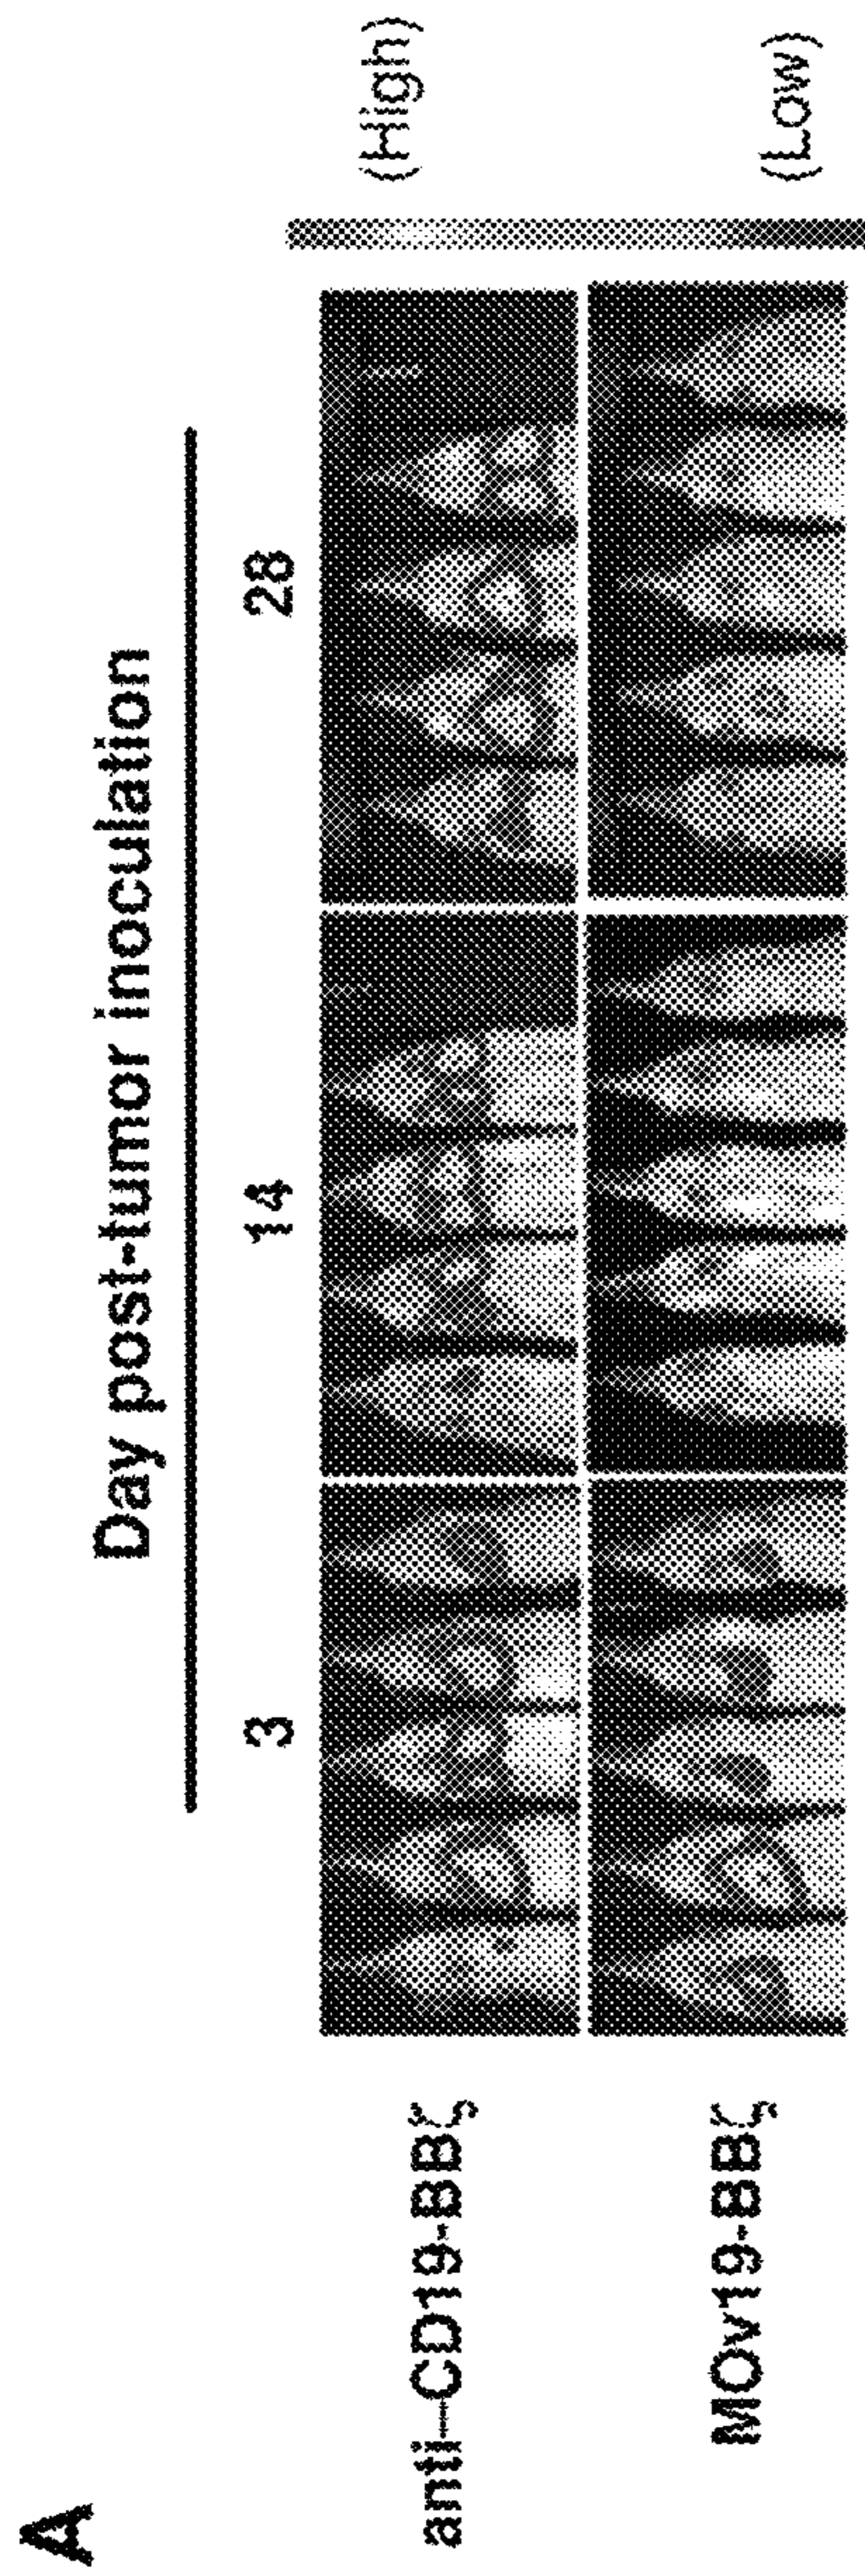 A
Day post-tumor inoculation
3 14 28
anti-CD19-BBζ
MOv19-BBζ
(High)
(Low)